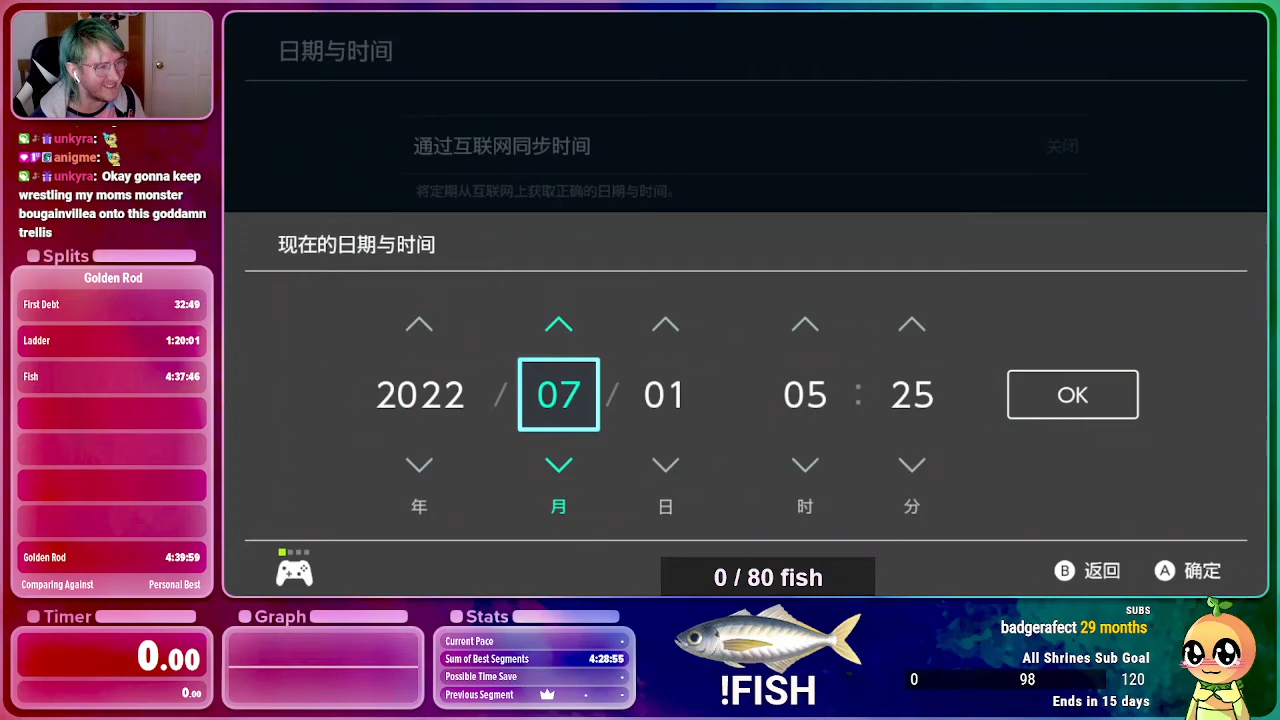 unkyra:
anigme:
unkyra: Okay gonna keep
wrestling my moms monster
bougainvillea onto this goddamn
trellis
Splits
Golden Rod
First Debt 32:49
Ladder 1:20:01
Fish 4:37:46
Golden Rod 4:39:59
Comparing Against Personal Best
Timer
0.00
0.00
日期与时间
通过互联网同步时间 关闭
将定期从互联网上获取正确的日期与时间。
现在的日期与时间
2022 / 07 / 01 05 : 25 OK
年 月 日 时 分
0 / 80 fish
B 返回 A 确定
Graph
Stats
Current Pace -
Sum of Best Segments 4:28:55
Possible Time Save -
Previous Segment - -
!FISH
SUBS
badgerafect 29 months
All Shrines Sub Goal
0 98 120
Ends in 15 days